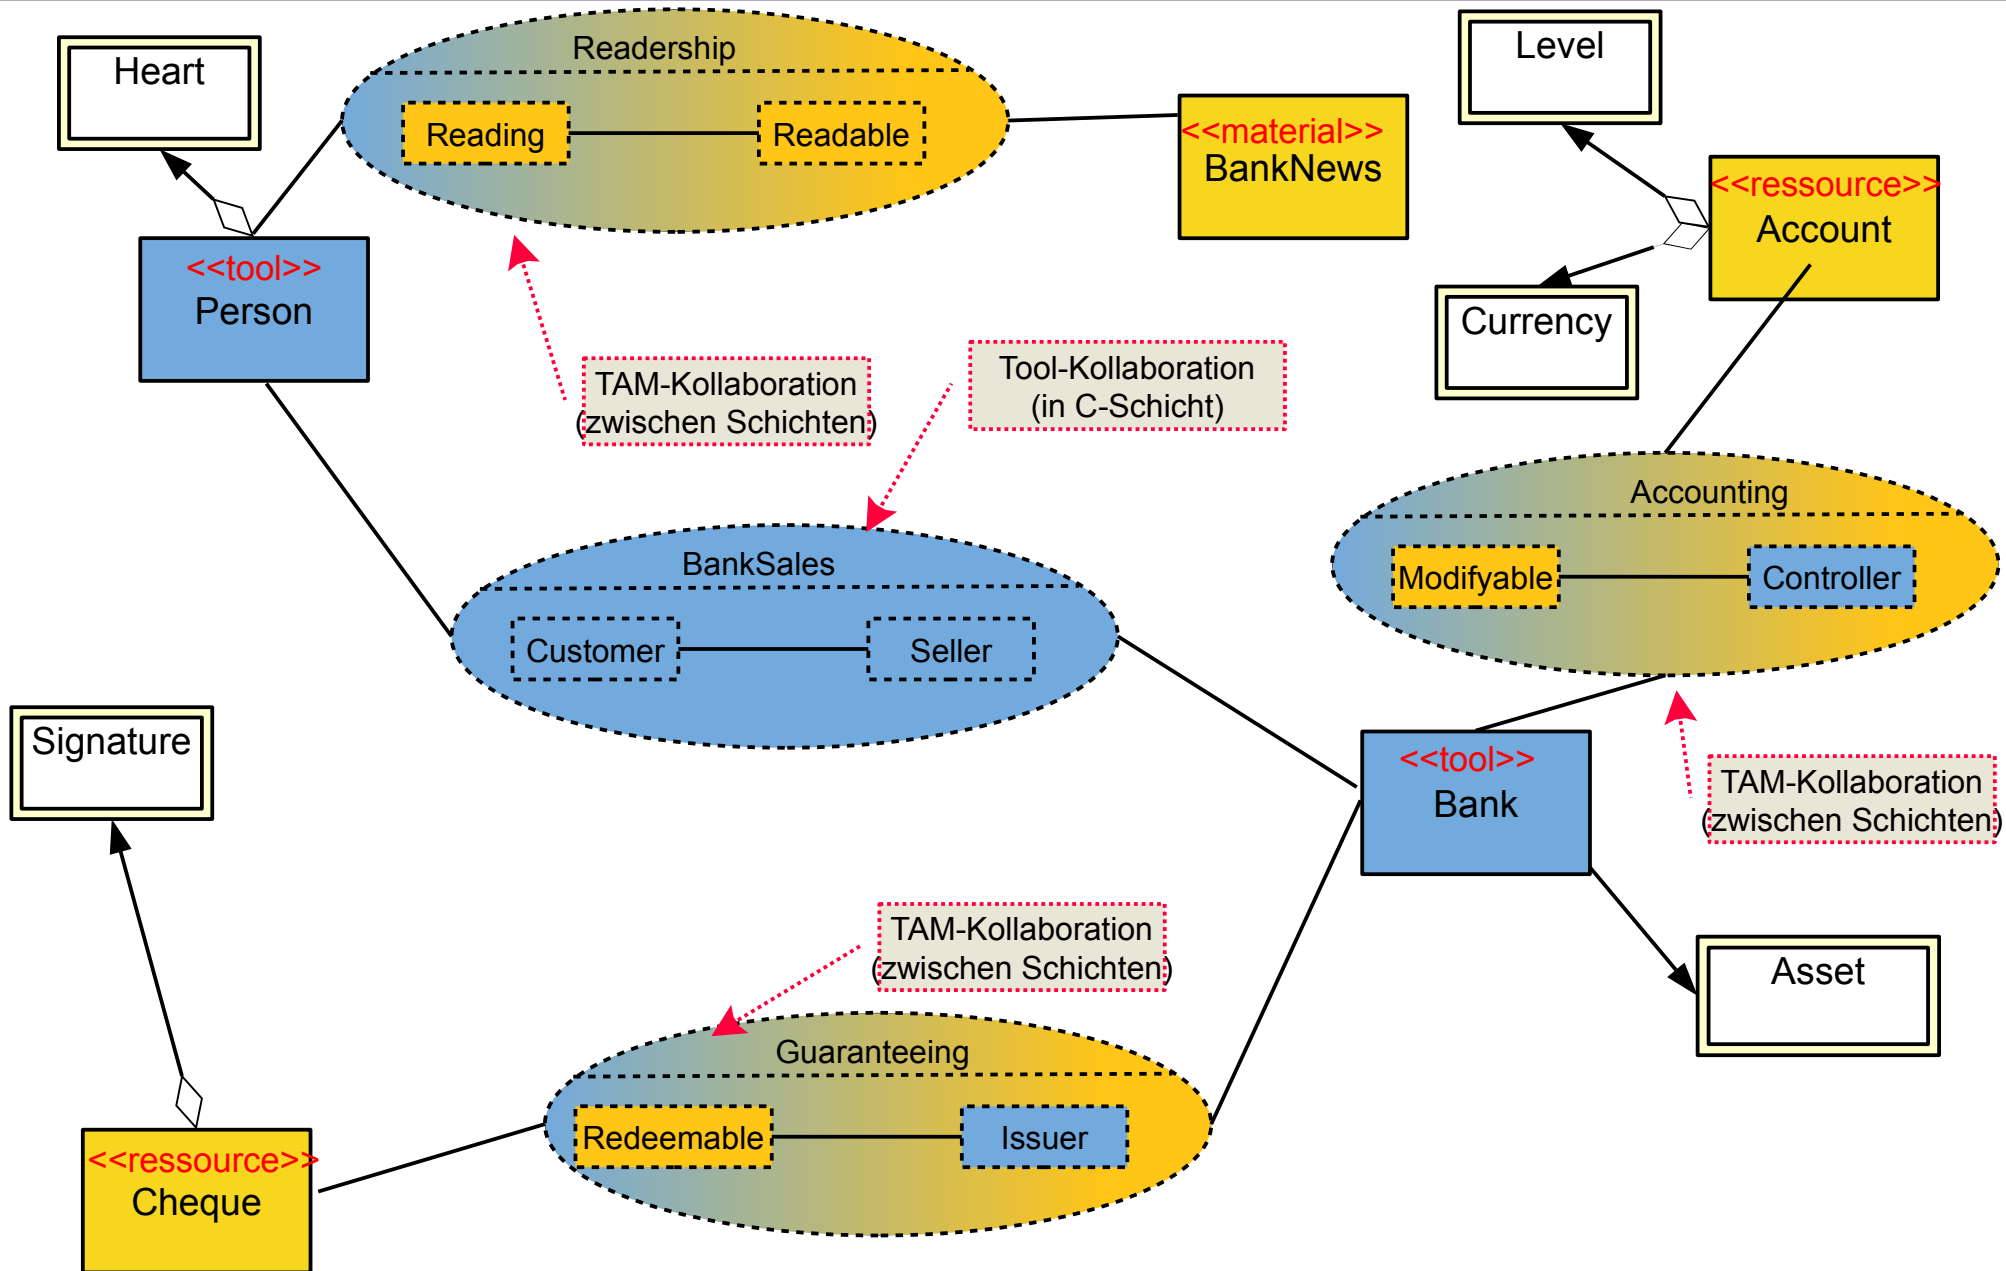 Heart
Readership
Reading
Readable
<<material>>
BankNews
Level
<<ressource>>
Account
<<tool>>
Person
Currency
TAM-Kollaboration
(zwischen Schichten)
Tool-Kollaboration
(in C-Schicht)
Accounting
Modifyable
Controller
BankSales
Customer
Seller
Signature
<<tool>>
Bank
TAM-Kollaboration
(zwischen Schichten)
TAM-Kollaboration
(zwischen Schichten)
Asset
Guaranteeing
Redeemable
Issuer
<<ressource>>
Cheque